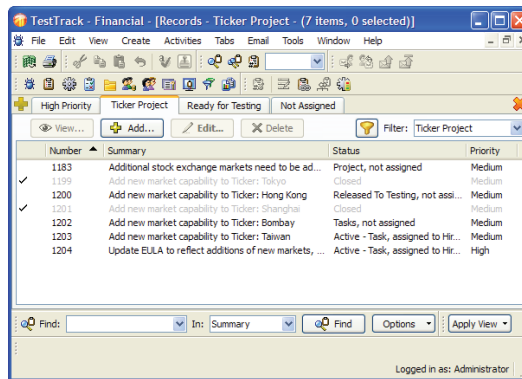 TestTrack - Financial - [Records - Ticker Project - (7 items, 0 selected)]
File Edit View Create Activities Tabs Email Tools Window Help
High Priority Ticker Project Ready for Testing Not Assigned
View... Add... Edit... Delete Filter: Ticker Project
Number Summary Status Priority
1183 Additional stock exchange markets need to be ad... Project, not assigned Medium
1199 Add new market capability to Ticker: Tokyo Closed Medium
1200 Add new market capability to Ticker: Hong Kong Released To Testing, not assi... Medium
1201 Add new market capability to Ticker: Shanghai Closed Medium
1202 Add new market capability to Ticker: Bombay Tasks, not assigned Medium
1203 Add new market capability to Ticker: Taiwan Active - Task, assigned to Hir... Medium
1204 Update EULA to reflect additions of new markets, ... Active - Task, assigned to Hir... High
Find: In: Summary Find Options Apply View
Logged in as: Administrator